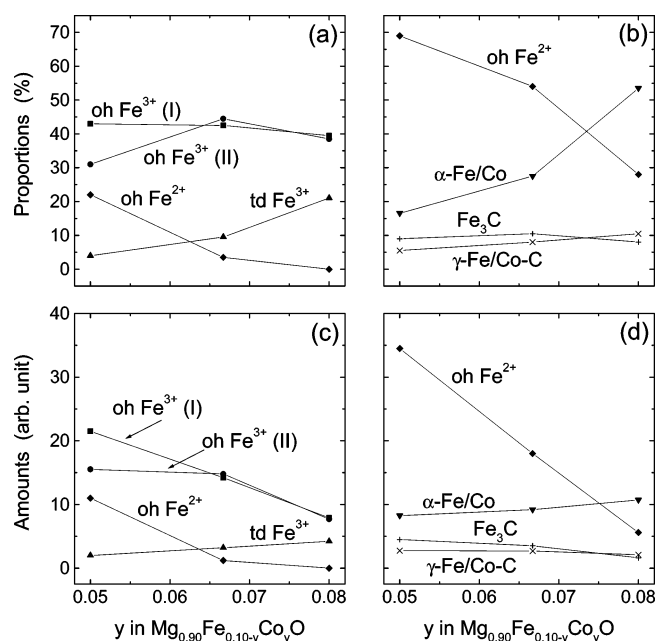 (a)
(b)
70
60
50
40
30
20
10
0
Proportions (%)
oh Fe³⁺ (I)
oh Fe³⁺ (II)
oh Fe²⁺
td Fe³⁺
oh Fe²⁺
α-Fe/Co
Fe₃C
γ-Fe/Co-C
(c)
(d)
40
30
20
10
0
Amounts (arb. unit)
oh Fe³⁺ (I)
oh Fe³⁺ (II)
oh Fe²⁺
td Fe³⁺
oh Fe²⁺
α-Fe/Co
Fe₃C
γ-Fe/Co-C
0.05 0.06 0.07 0.08
0.05 0.06 0.07 0.08
y in Mg₀.₉₀Fe₀.₁₀₋yCoyO
y in Mg₀.₉₀Fe₀.₁₀₋yCoyO